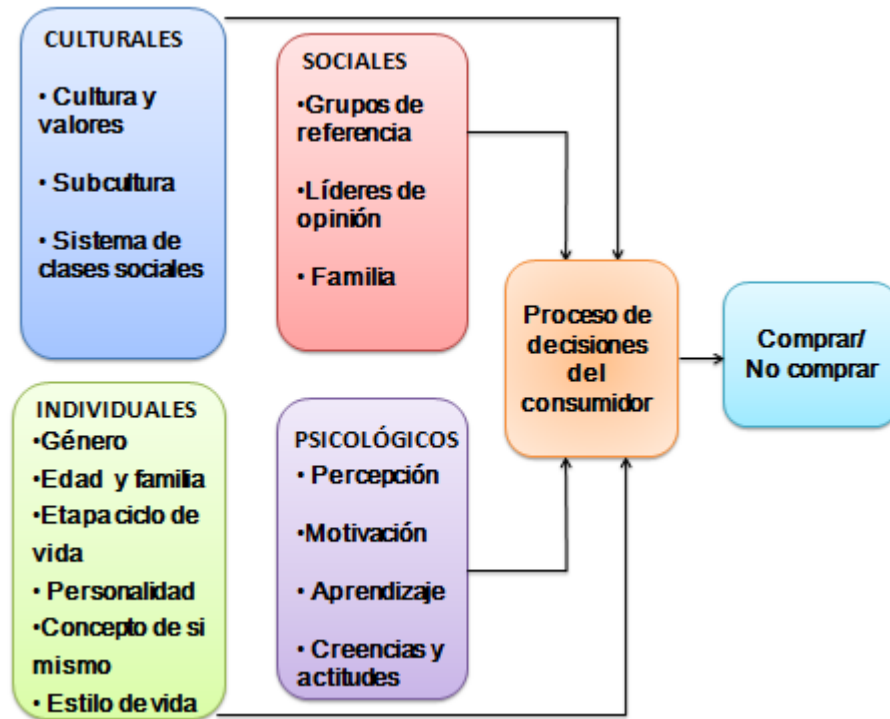 CULTURALES
• Cultura y
valores
• Subcultura
• Sistema de
clases sociales
SOCIALES
•Grupos de
referencia
•Líderes de
opinión
• Familia
INDIVIDUALES
•Género
•Edad y familia
•Etapa ciclo de
vida
• Personalidad
•Concepto de si
mismo
• Estilo de vida
PSICOLÓGICOS
• Percepción
•Motivación
• Aprendizaje
• Creencias y
actitudes
Proceso de
decisiones
del
consumidor
Comprar/
No comprar